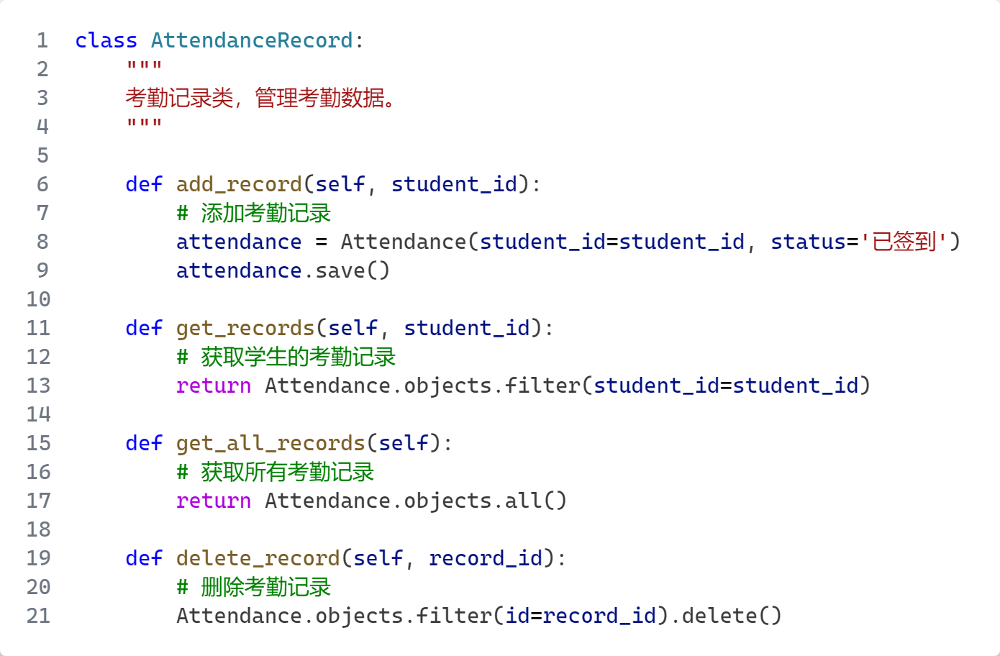 1 class AttendanceRecord:
2     """
3     考勤记录类，管理考勤数据。
4     """
5
6     def add_record(self, student_id):
7         # 添加考勤记录
8         attendance = Attendance(student_id=student_id, status='已签到')
9         attendance.save()
10
11     def get_records(self, student_id):
12         # 获取学生的考勤记录
13         return Attendance.objects.filter(student_id=student_id)
14
15     def get_all_records(self):
16         # 获取所有考勤记录
17         return Attendance.objects.all()
18
19     def delete_record(self, record_id):
20         # 删除考勤记录
21         Attendance.objects.filter(id=record_id).delete()